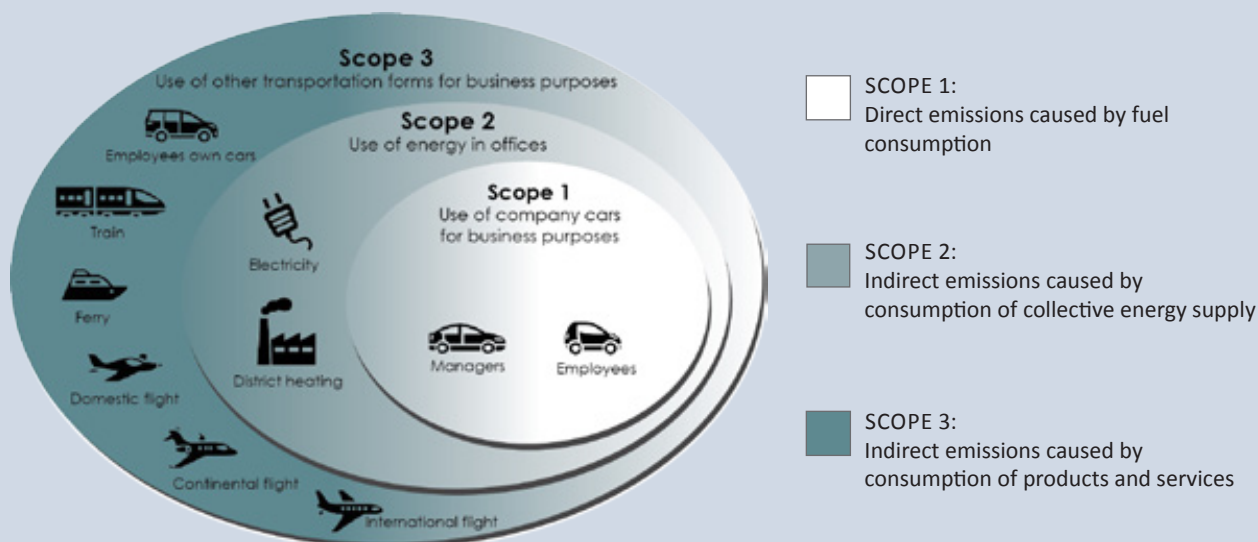 Scope 3
Use of other transportation forms for business purposes
Employees own cars
Train
Ferry
Domestic flight
Continental flight
International flight
Scope 2
Use of energy in offices
Electricity
District heating
Scope 1
Use of company cars
for business purposes
Managers
Employees
SCOPE 1:
Direct emissions caused by fuel
consumption
SCOPE 2:
Indirect emissions caused by
consumption of collective energy supply
SCOPE 3:
Indirect emissions caused by
consumption of products and services